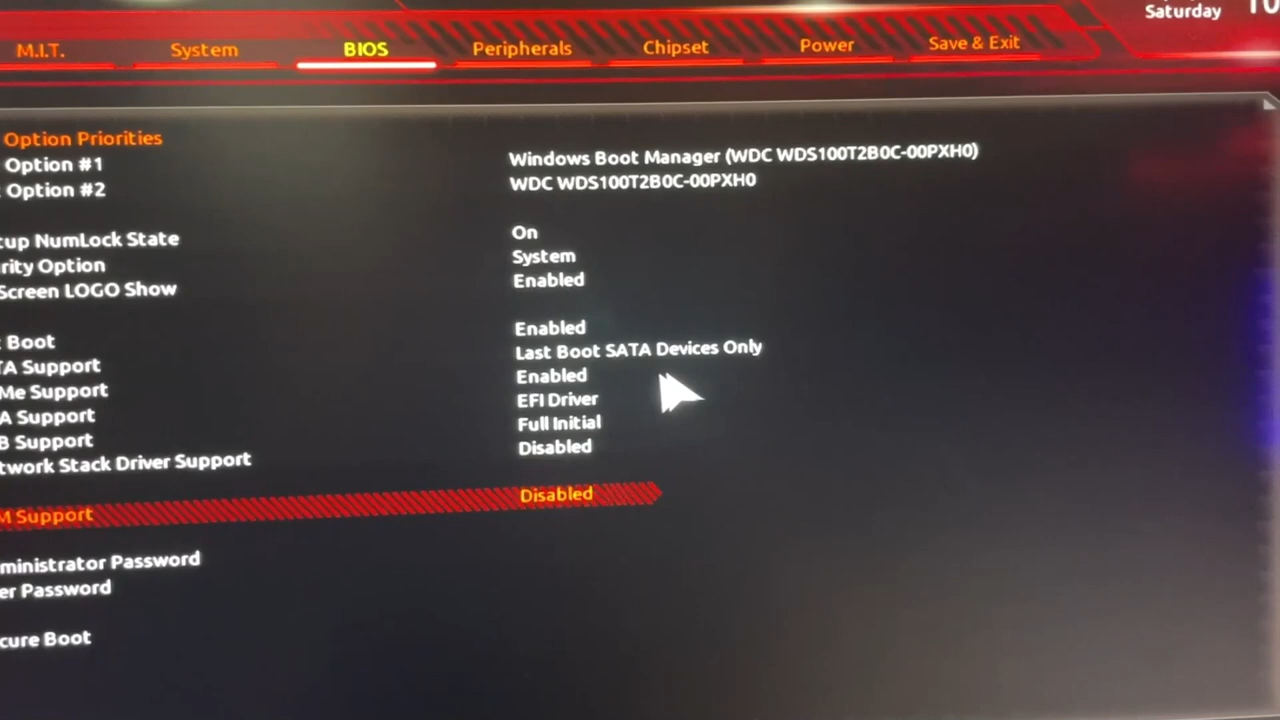 Saturday 10
M.I.T. System BIOS Peripherals Chipset Power Save & Exit
Option Priorities
Option #1 Windows Boot Manager (WDC WDS100T2B0C-00PXH0)
Option #2 WDC WDS100T2B0C-00PXH0
tup NumLock State On
rity Option System
Screen LOGO Show Enabled
Boot Enabled
TA Support Last Boot SATA Devices Only
Me Support Enabled
A Support EFI Driver
B Support Full Initial
twork Stack Driver Support Disabled
M Support Disabled
ministrator Password
er Password
cure Boot